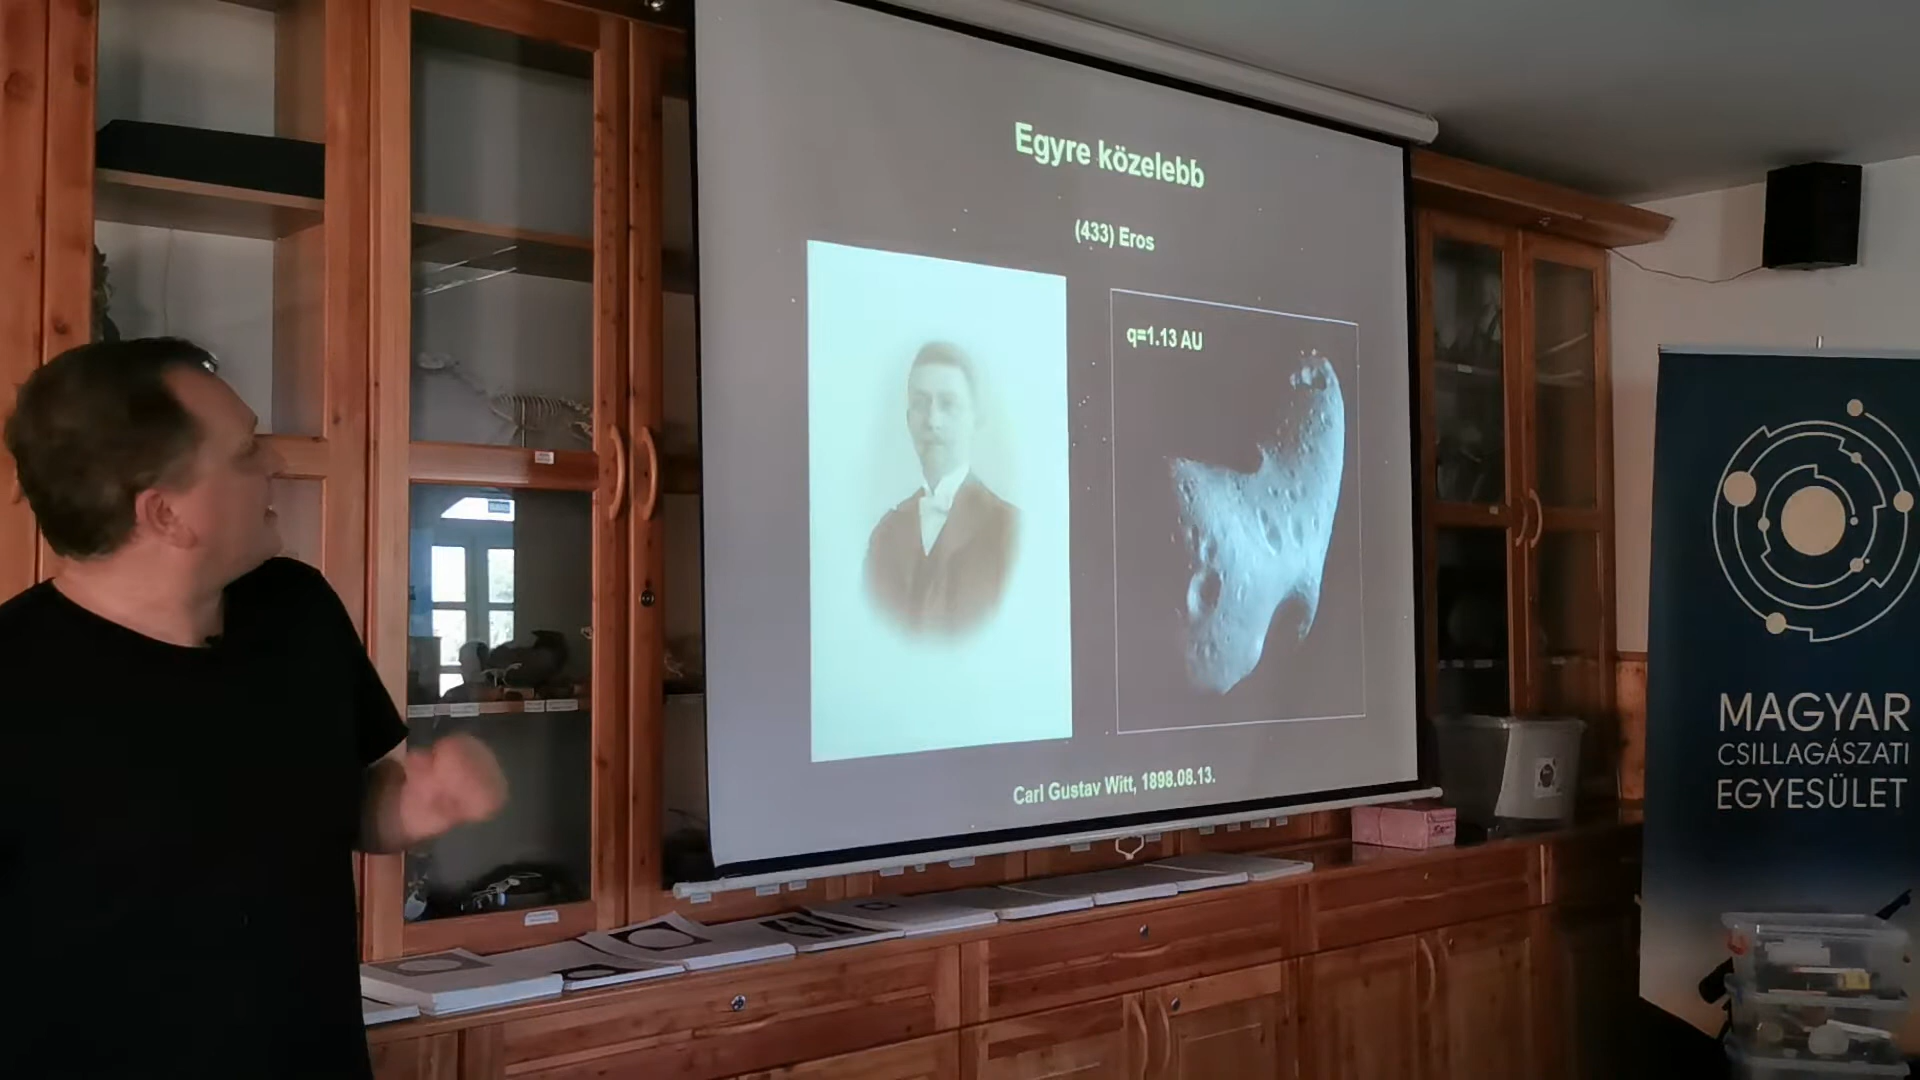 Egyre közelebb
(433) Eros
q=1.13 AU
Carl Gustav Witt, 1898.08.13.
MAGYAR
CSILLAGÁSZATI
EGYESÜLET